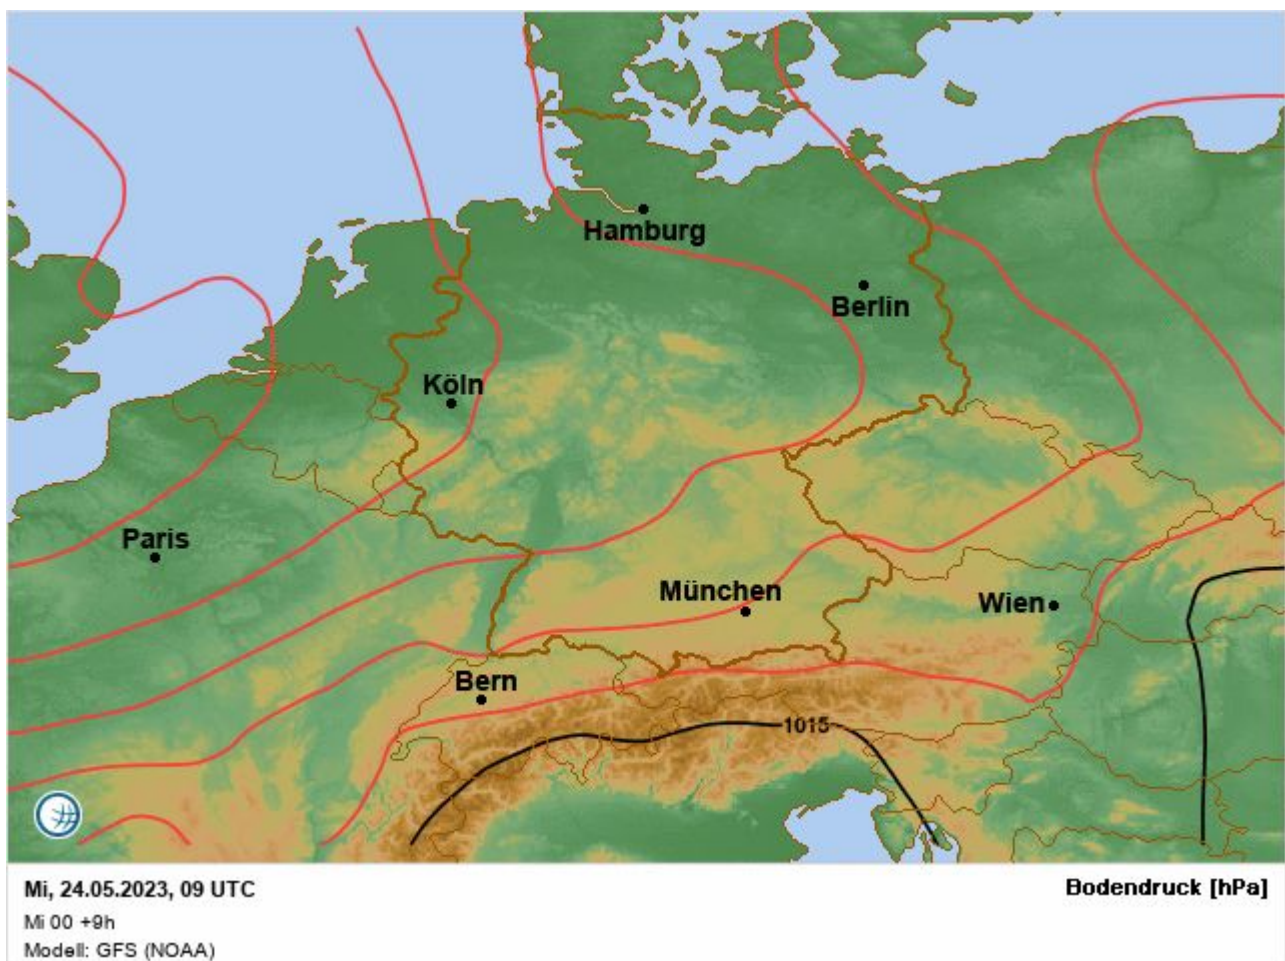 Hamburg
Berlin
Köln
Paris
München
Wien
Bern
1015
Mi, 24.05.2023, 09 UTC
Bodendruck [hPa]
Mi 00 +9h
Modell: GFS (NOAA)